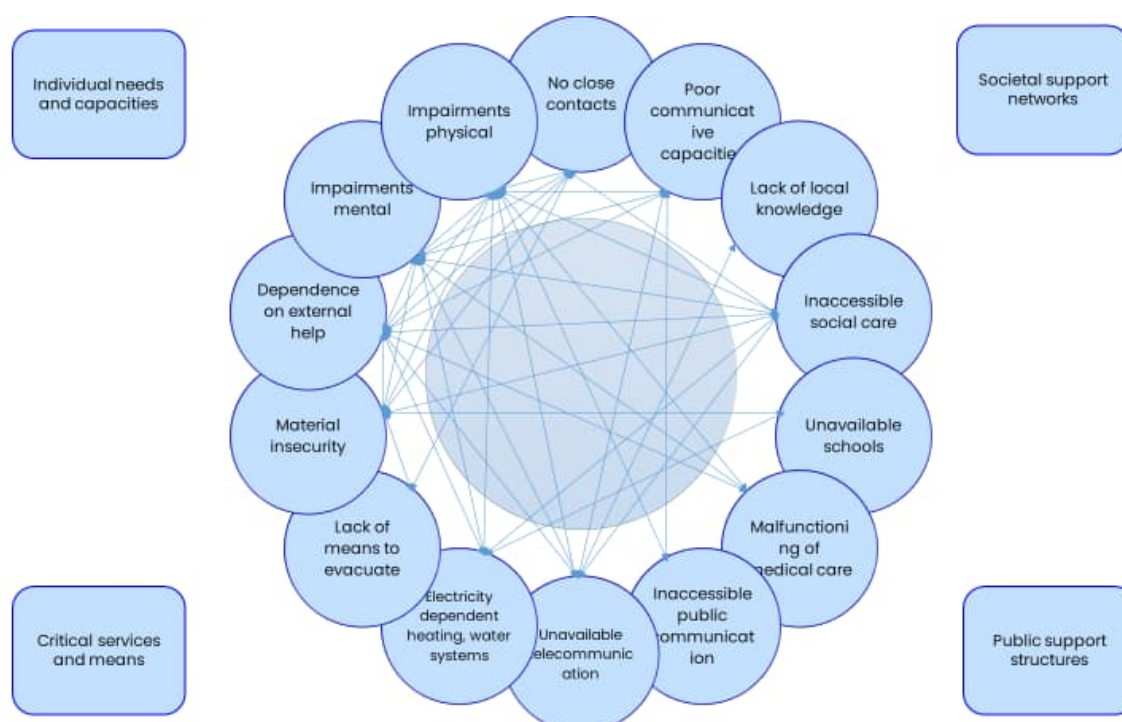 Individual needs
and capacities
Societal support
networks
No close
contacts
Poor
communicat
ive
capacitie
Impairments
physical
Impairments
mental
Lack of local
knowledge
Dependence
on external
help
Inaccessible
social care
Material
insecurity
Unavailable
schools
Lack of
means to
evacuate
Malfunctioni
ng of
medical care
Electricity
dependent
heating, water
systems
Unavailable
elecommunic
ation
Inaccessible
public
communicat
ion
Critical services
and means
Public support
structures